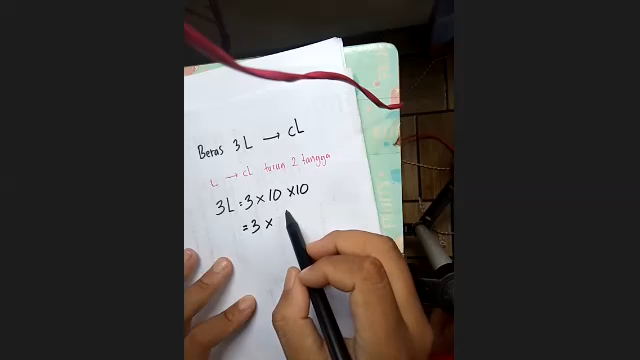 Beras 3L → cL
L → cL turun 2 tangga
3L = 3 × 10 × 10
= 3 ×